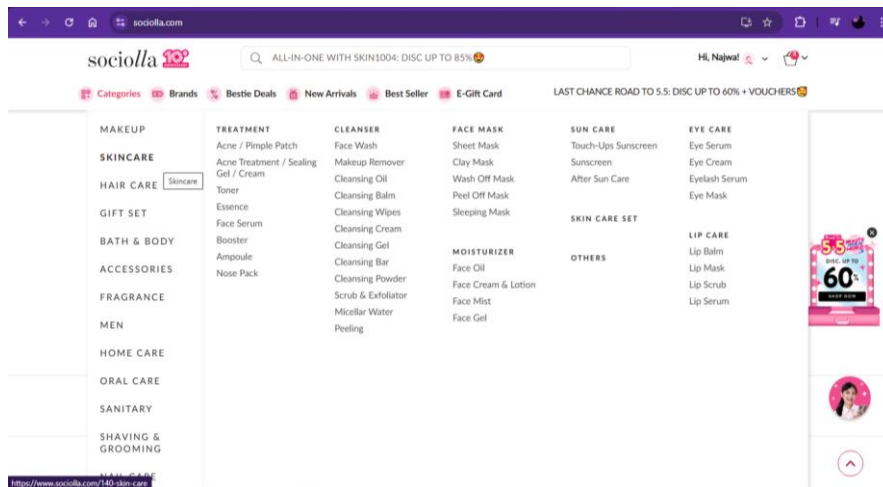 sociolla.com
sociolla 10
ALL-IN-ONE WITH SKIN1004: DISC UP TO 85%🤩
Hi, Najwa!
Categories Brands Bestie Deals New Arrivals Best Seller E-Gift Card
LAST CHANCE ROAD TO 5.5: DISC UP TO 60% + VOUCHERS🤩
MAKEUP
SKINCARE
HAIR CARE
Skincare
GIFT SET
BATH & BODY
ACCESSORIES
FRAGRANCE
MEN
HOME CARE
ORAL CARE
SANITARY
SHAVING &
GROOMING
NAIL CARE
TREATMENT
Acne / Pimple Patch
Acne Treatment / Sealing
Gel / Cream
Toner
Essence
Face Serum
Booster
Ampoule
Nose Pack
CLEANSER
Face Wash
Makeup Remover
Cleansing Oil
Cleansing Balm
Cleansing Wipes
Cleansing Cream
Cleansing Gel
Cleansing Bar
Cleansing Powder
Scrub & Exfoliator
Micellar Water
Peeling
FACE MASK
Sheet Mask
Clay Mask
Wash Off Mask
Peel Off Mask
Sleeping Mask
MOISTURIZER
Face Oil
Face Cream & Lotion
Face Mist
Face Gel
SUN CARE
Touch-Ups Sunscreen
Sunscreen
After Sun Care
SKIN CARE SET
OTHERS
EYE CARE
Eye Serum
Eye Cream
Eyelash Serum
Eye Mask
LIP CARE
Lip Balm
Lip Mask
Lip Scrub
Lip Serum
5.5
DISC. UP TO
60%
SHOP NOW
https://www.sociolla.com/140-skin-care